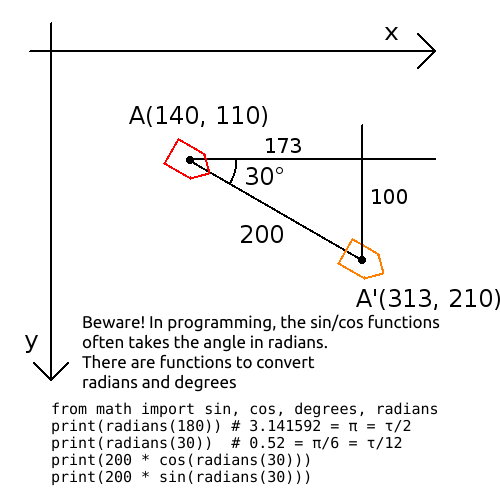 x
A(140, 110)
173
30°
100
200
A'(313, 210)
y
Beware! In programming, the sin/cos functions
often takes the angle in radians.
There are functions to convert
radians and degrees
from math import sin, cos, degrees, radians
print(radians(180)) # 3.141592 = π = τ/2
print(radians(30))  # 0.52 = π/6 = τ/12
print(200 * cos(radians(30)))
print(200 * sin(radians(30)))